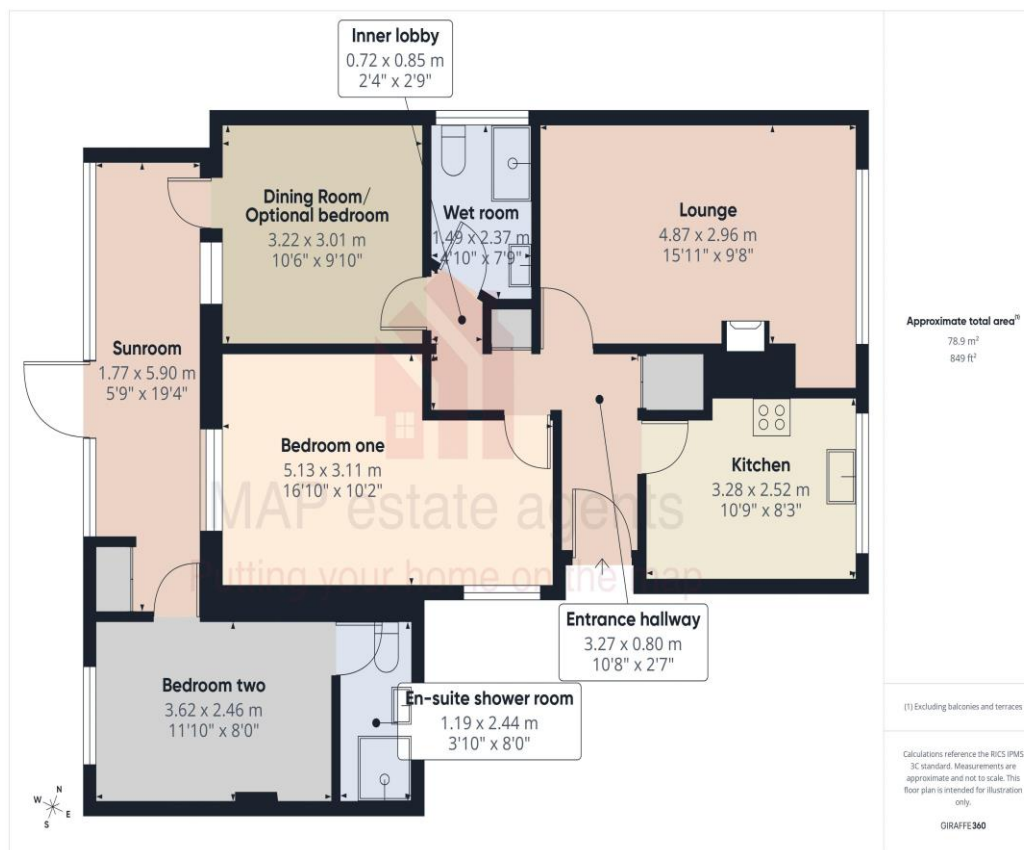 Inner lobby
0.72 x 0.85 m
2'4" x 2'9"
Dining Room/
Optional bedroom
3.22 x 3.01 m
10'6" x 9'10"
Wet room
1.49 x 2.37 m
4'10" x 7'9"
Lounge
4.87 x 2.96 m
15'11" x 9'8"
Sunroom
1.77 x 5.90 m
5'9" x 19'4"
Bedroom one
5.13 x 3.11 m
16'10" x 10'2"
Kitchen
3.28 x 2.52 m
10'9" x 8'3"
MAP estate agents
Putting your home on the map
Entrance hallway
3.27 x 0.80 m
10'8" x 2'7"
Bedroom two
3.62 x 2.46 m
11'10" x 8'0"
En-suite shower room
1.19 x 2.44 m
3'10" x 8'0"
N
W
E
S
Approximate total area(1)
78.9 m²
849 ft²
(1) Excluding balconies and terraces
Calculations reference the RICS IPMS
3C standard. Measurements are
approximate and not to scale. This
floor plan is intended for illustration
only.
GIRAFFE360